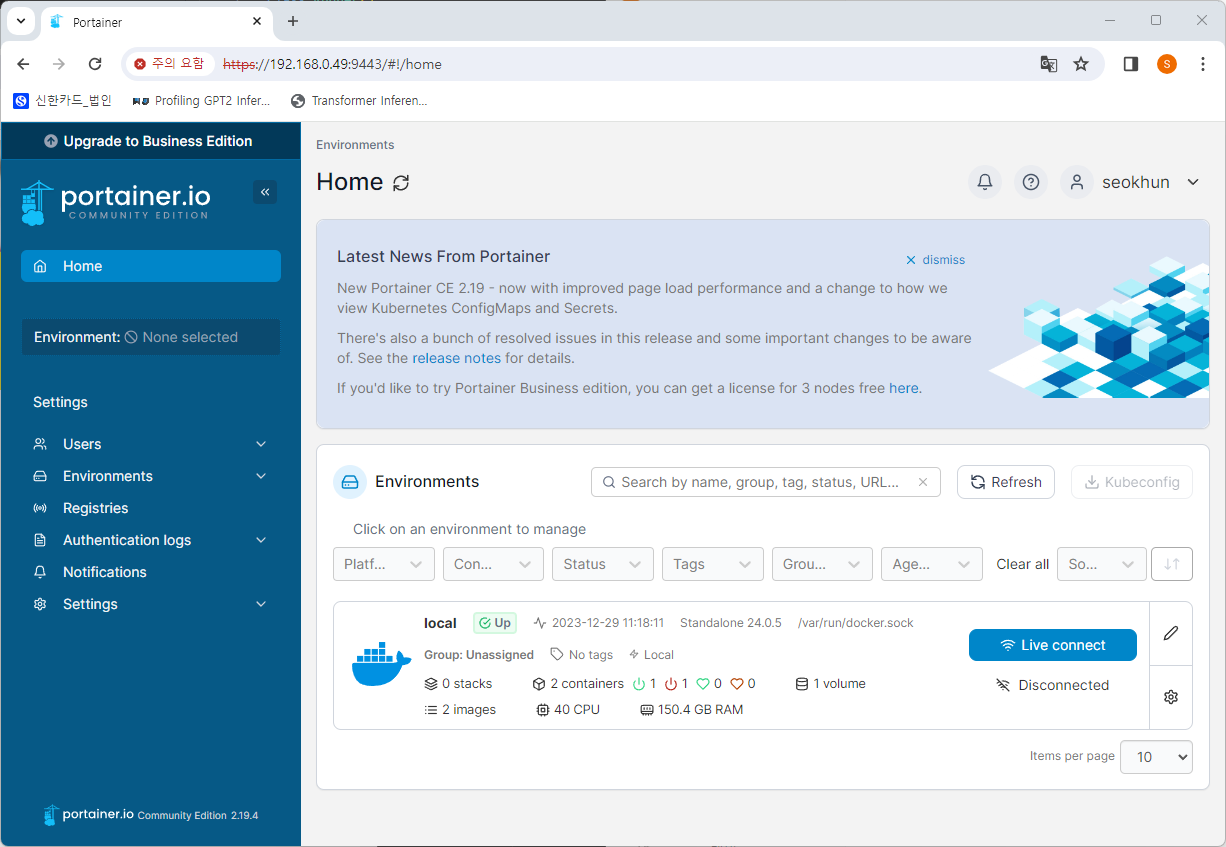 Portainer
주의 요함
https://192.168.0.49:9443/#!/home
S
신한카드_법인
Profiling GPT2 Infer...
Transformer Inferen...
Upgrade to Business Edition
portainer.io
COMMUNITY EDITION
Home
Environment: None selected
Settings
Users
Environments
Registries
Authentication logs
Notifications
Settings
portainer.io Community Edition 2.19.4
Environments
Home
seokhun
Latest News From Portainer
dismiss
New Portainer CE 2.19 - now with improved page load performance and a change to how we
view Kubernetes ConfigMaps and Secrets.
There's also a bunch of resolved issues in this release and some important changes to be aware
of. See the release notes for details.
If you'd like to try Portainer Business edition, you can get a license for 3 nodes free here.
Environments
Search by name, group, tag, status, URL...
Refresh
Kubeconfig
Click on an environment to manage
Platf...
Con...
Status
Tags
Grou...
Age...
Clear all
So...
local Up 2023-12-29 11:18:11 Standalone 24.0.5 /var/run/docker.sock
Group: Unassigned No tags Local
0 stacks 2 containers 1 1 0 0 1 volume
2 images 40 CPU 150.4 GB RAM
Live connect
Disconnected
Items per page 10